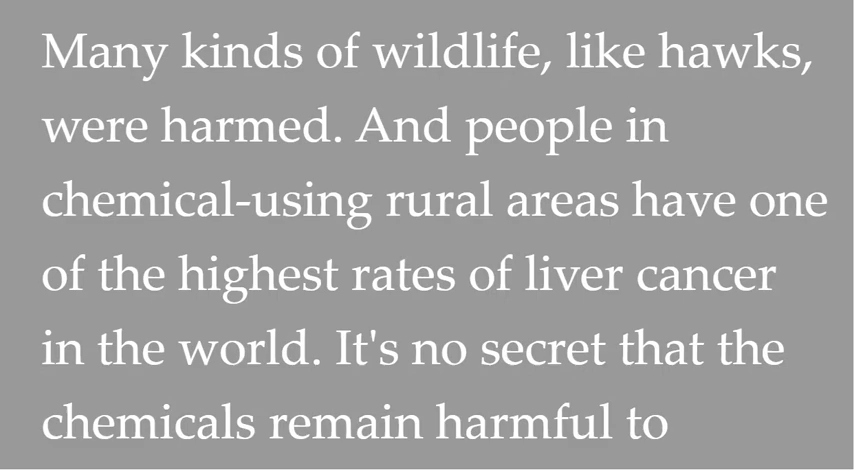 Many kinds of wildlife, like hawks,
were harmed. And people in
chemical-using rural areas have one
of the highest rates of liver cancer
in the world. It's no secret that the
chemicals remain harmful to